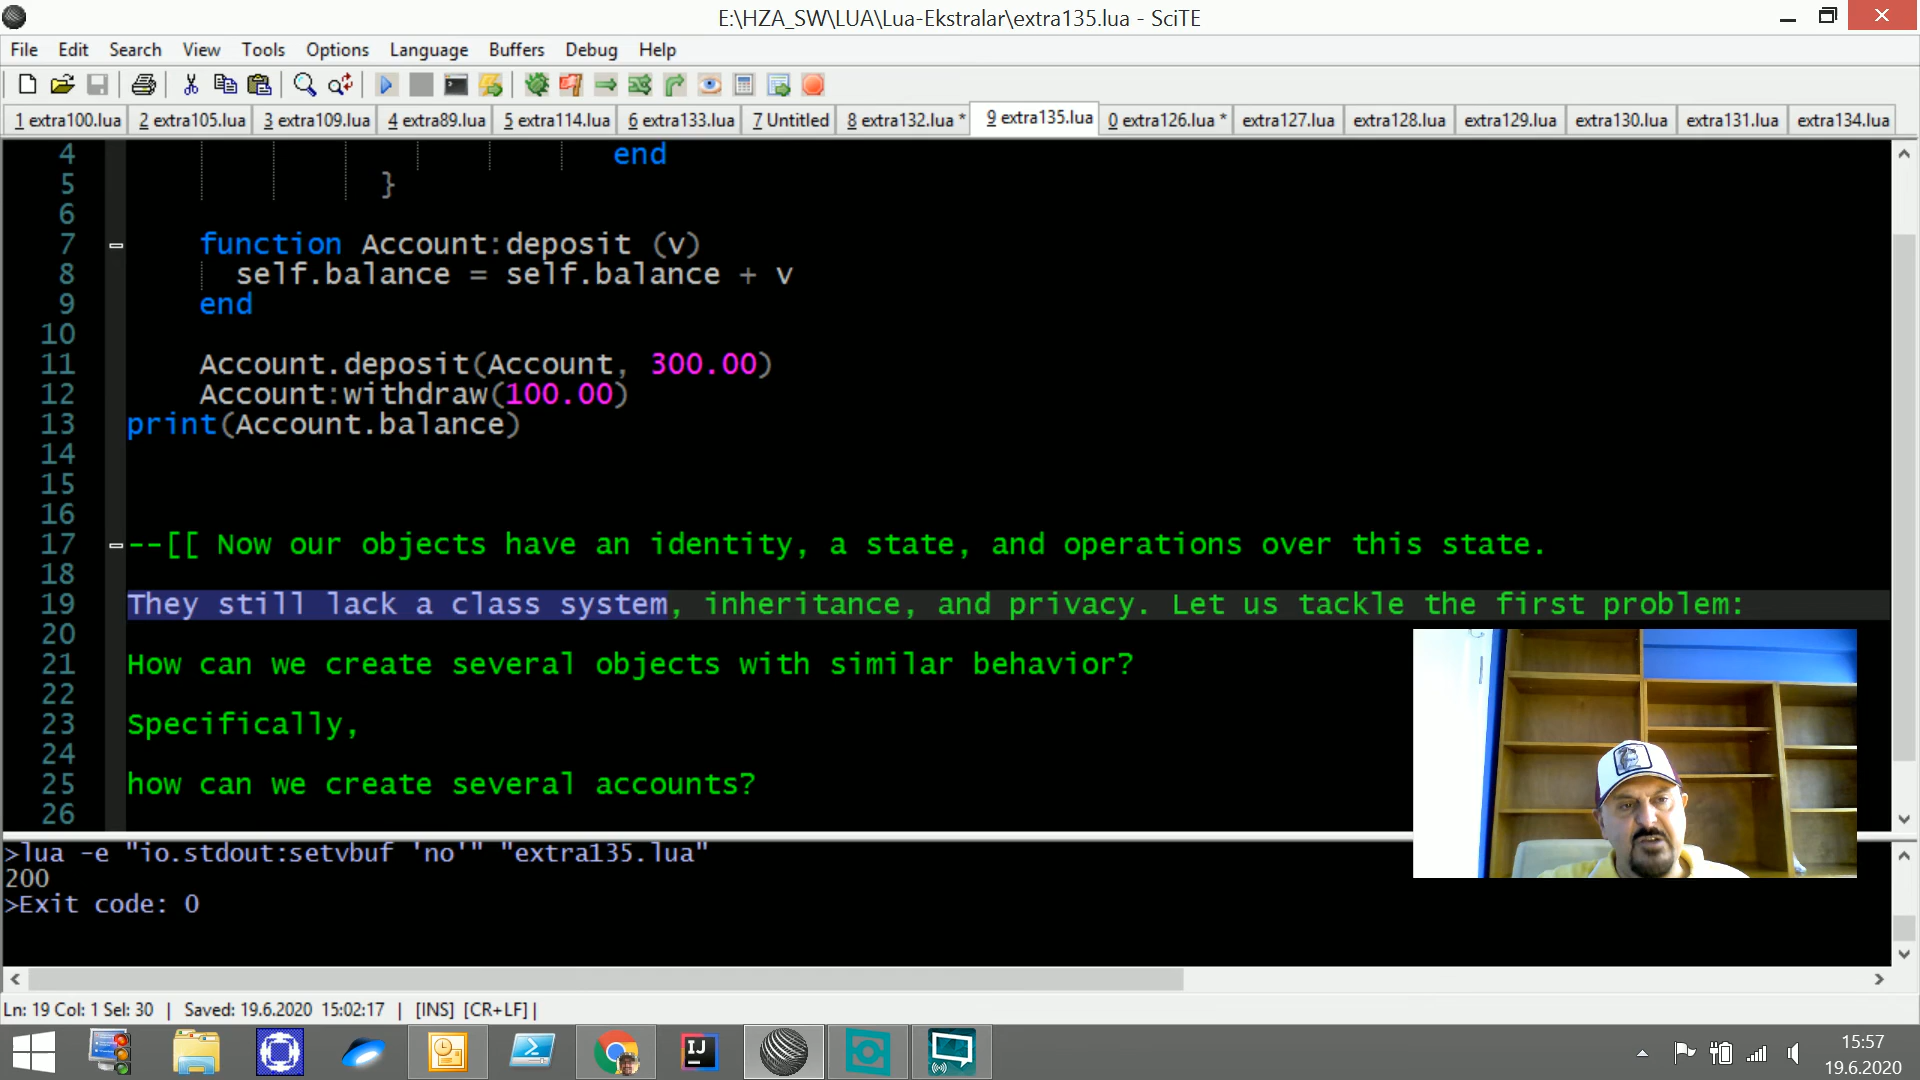 E:\HZA_SW\LUA\Lua-Ekstralar\extra135.lua - SciTE
File Edit Search View Tools Options Language Buffers Debug Help
1 extra100.lua 2 extra105.lua 3 extra109.lua 4 extra89.lua 5 extra114.lua 6 extra133.lua 7 Untitled 8 extra132.lua * 9 extra135.lua 0 extra126.lua * extra127.lua extra128.lua extra129.lua extra130.lua extra131.lua extra134.lua
4 end
5 }
6
7 function Account:deposit (v)
8 self.balance = self.balance + v
9 end
10
11 Account.deposit(Account, 300.00)
12 Account:withdraw(100.00)
13 print(Account.balance)
14
15
16
17 --[[ Now our objects have an identity, a state, and operations over this state.
18
19 They still lack a class system, inheritance, and privacy. Let us tackle the first problem:
20
21 How can we create several objects with similar behavior?
22
23 Specifically,
24
25 how can we create several accounts?
26
>lua -e "io.stdout:setvbuf 'no'" "extra135.lua"
200
>Exit code: 0
Ln: 19 Col: 1 Sel: 30 | Saved: 19.6.2020 15:02:17 | [INS] [CR+LF] |
IJ
15:57
19.6.2020